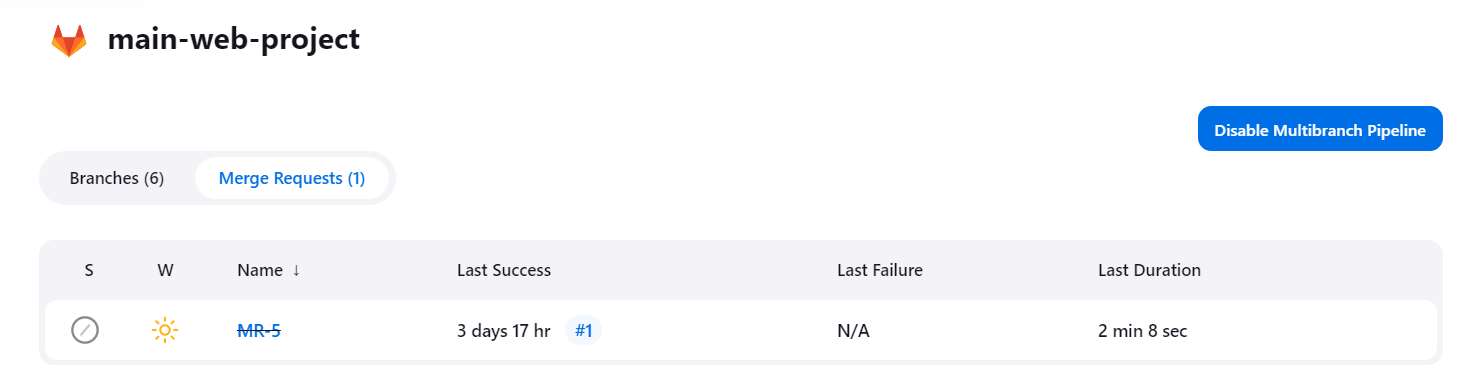 main-web-project
Disable Multibranch Pipeline
Branches (6) Merge Requests (1)
S W Name ↓ Last Success Last Failure Last Duration
MR-5 3 days 17 hr #1 N/A 2 min 8 sec